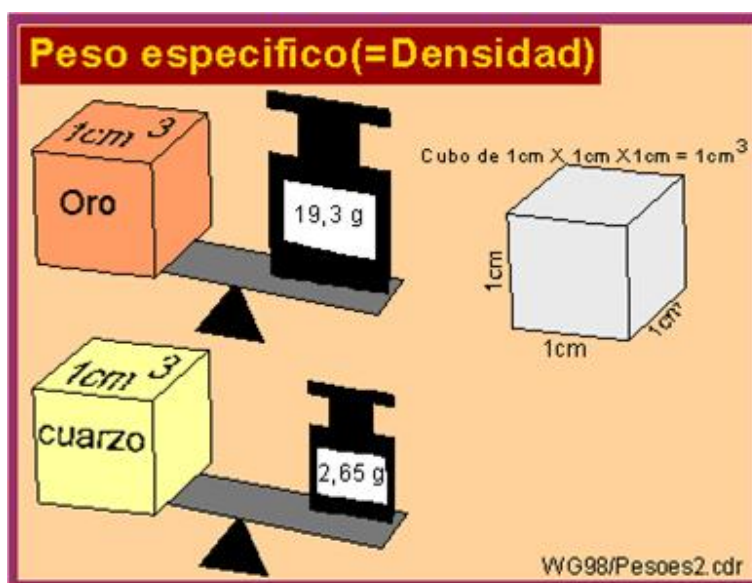 Peso especifico(=Densidad)
1cm 3
Oro
19,3 g
Cubo de 1cm X 1cm X1cm = 1cm3
1cm
1cm
1cm
1cm 3
cuarzo
2,65 g
WG98/Pesoes2.cdr